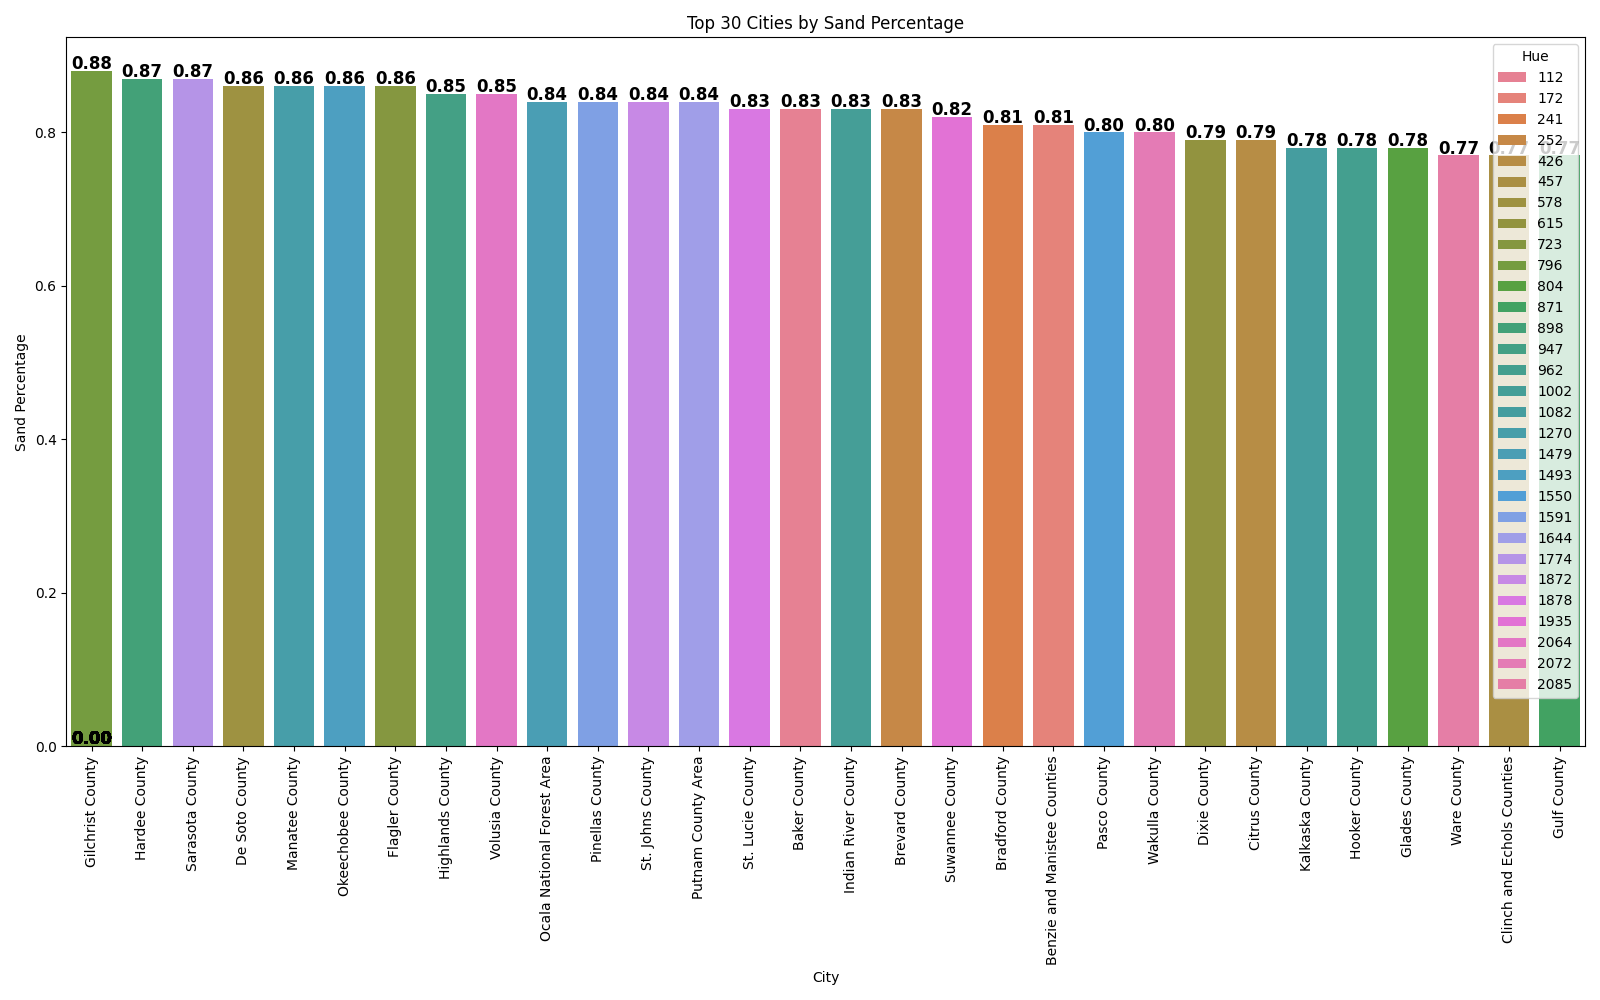 Top 30 Cities by Sand Percentage
0.88 0.87 0.87 0.86 0.86 0.86 0.86 0.85 0.85 0.84 0.84 0.84 0.84 0.83 0.83 0.83 0.83 0.82 0.81 0.81 0.80 0.80 0.79 0.79 0.78 0.78 0.78 0.77 0.77 0.77
Hue
112
172
241
252
426
457
578
615
723
796
804
871
898
947
962
1002
1082
1270
1479
1493
1550
1591
1644
1774
1872
1878
1935
2064
2072
2085
Sand Percentage
0.8
0.6
0.4
0.2
0.0
0.00
Gilchrist County
Hardee County
Sarasota County
De Soto County
Manatee County
Okeechobee County
Flagler County
Highlands County
Volusia County
Ocala National Forest Area
Pinellas County
St. Johns County
Putnam County Area
St. Lucie County
Baker County
Indian River County
Brevard County
Suwannee County
Bradford County
Benzie and Manistee Counties
Pasco County
Wakulla County
Dixie County
Citrus County
Kalkaska County
Hooker County
Glades County
Ware County
Clinch and Echols Counties
Gulf County
City